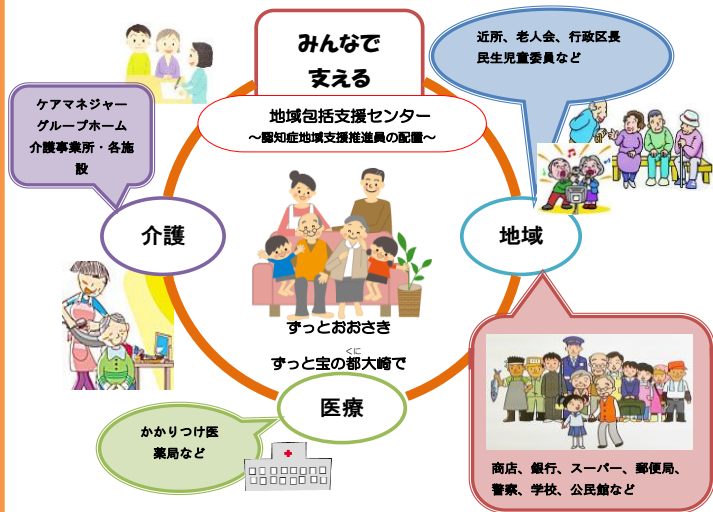 みんなで
支える
地域包括支援センター
～認知症地域支援推進員の配置～
近所、老人会、行政区長
民生児童委員など
ケアマネジャー
グループホーム
介護事業所・各施
設
介護
地域
ずっとおおさき
くに
ずっと宝の都大崎で
医療
かかりつけ医
薬局など
商店、銀行、スーパー、郵便局、
警察、学校、公民館など